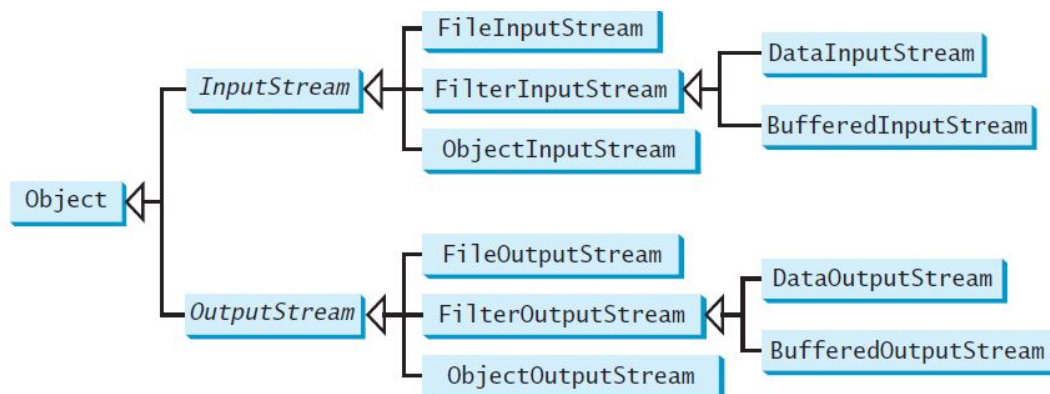 FileInputStream
DataInputStream
InputStream
FilterInputStream
BufferedInputStream
ObjectInputStream
Object
FileOutputStream
DataOutputStream
OutputStream
FilterOutputStream
BufferedOutputStream
ObjectOutputStream